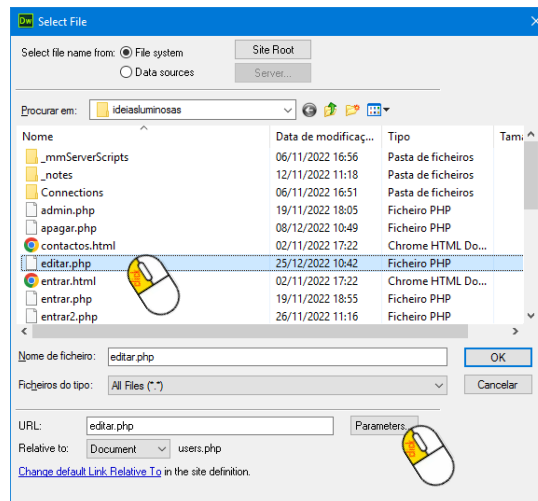 Dw Select File
Select file name from: File system Site Root
Data sources Server...
Procurar em: ideiasluminosas
Nome Data de modificaç... Tipo Tama
_mmServerScripts 06/11/2022 16:56 Pasta de ficheiros
_notes 12/11/2022 11:18 Pasta de ficheiros
Connections 06/11/2022 16:51 Pasta de ficheiros
admin.php 19/11/2022 18:05 Ficheiro PHP
apagar.php 08/12/2022 10:49 Ficheiro PHP
contactos.html 02/11/2022 17:22 Chrome HTML Do...
editar.php 25/12/2022 10:42 Ficheiro PHP
click
entrar.html 02/11/2022 17:22 Chrome HTML Do...
entrar.php 19/11/2022 18:55 Ficheiro PHP
entrar2.php 26/11/2022 11:16 Ficheiro PHP
Nome de ficheiro: editar.php OK
Ficheiros do tipo: All Files (*.*) Cancelar
URL: editar.php Parameters...
click
Relative to: Document users.php
Change default Link Relative To in the site definition.